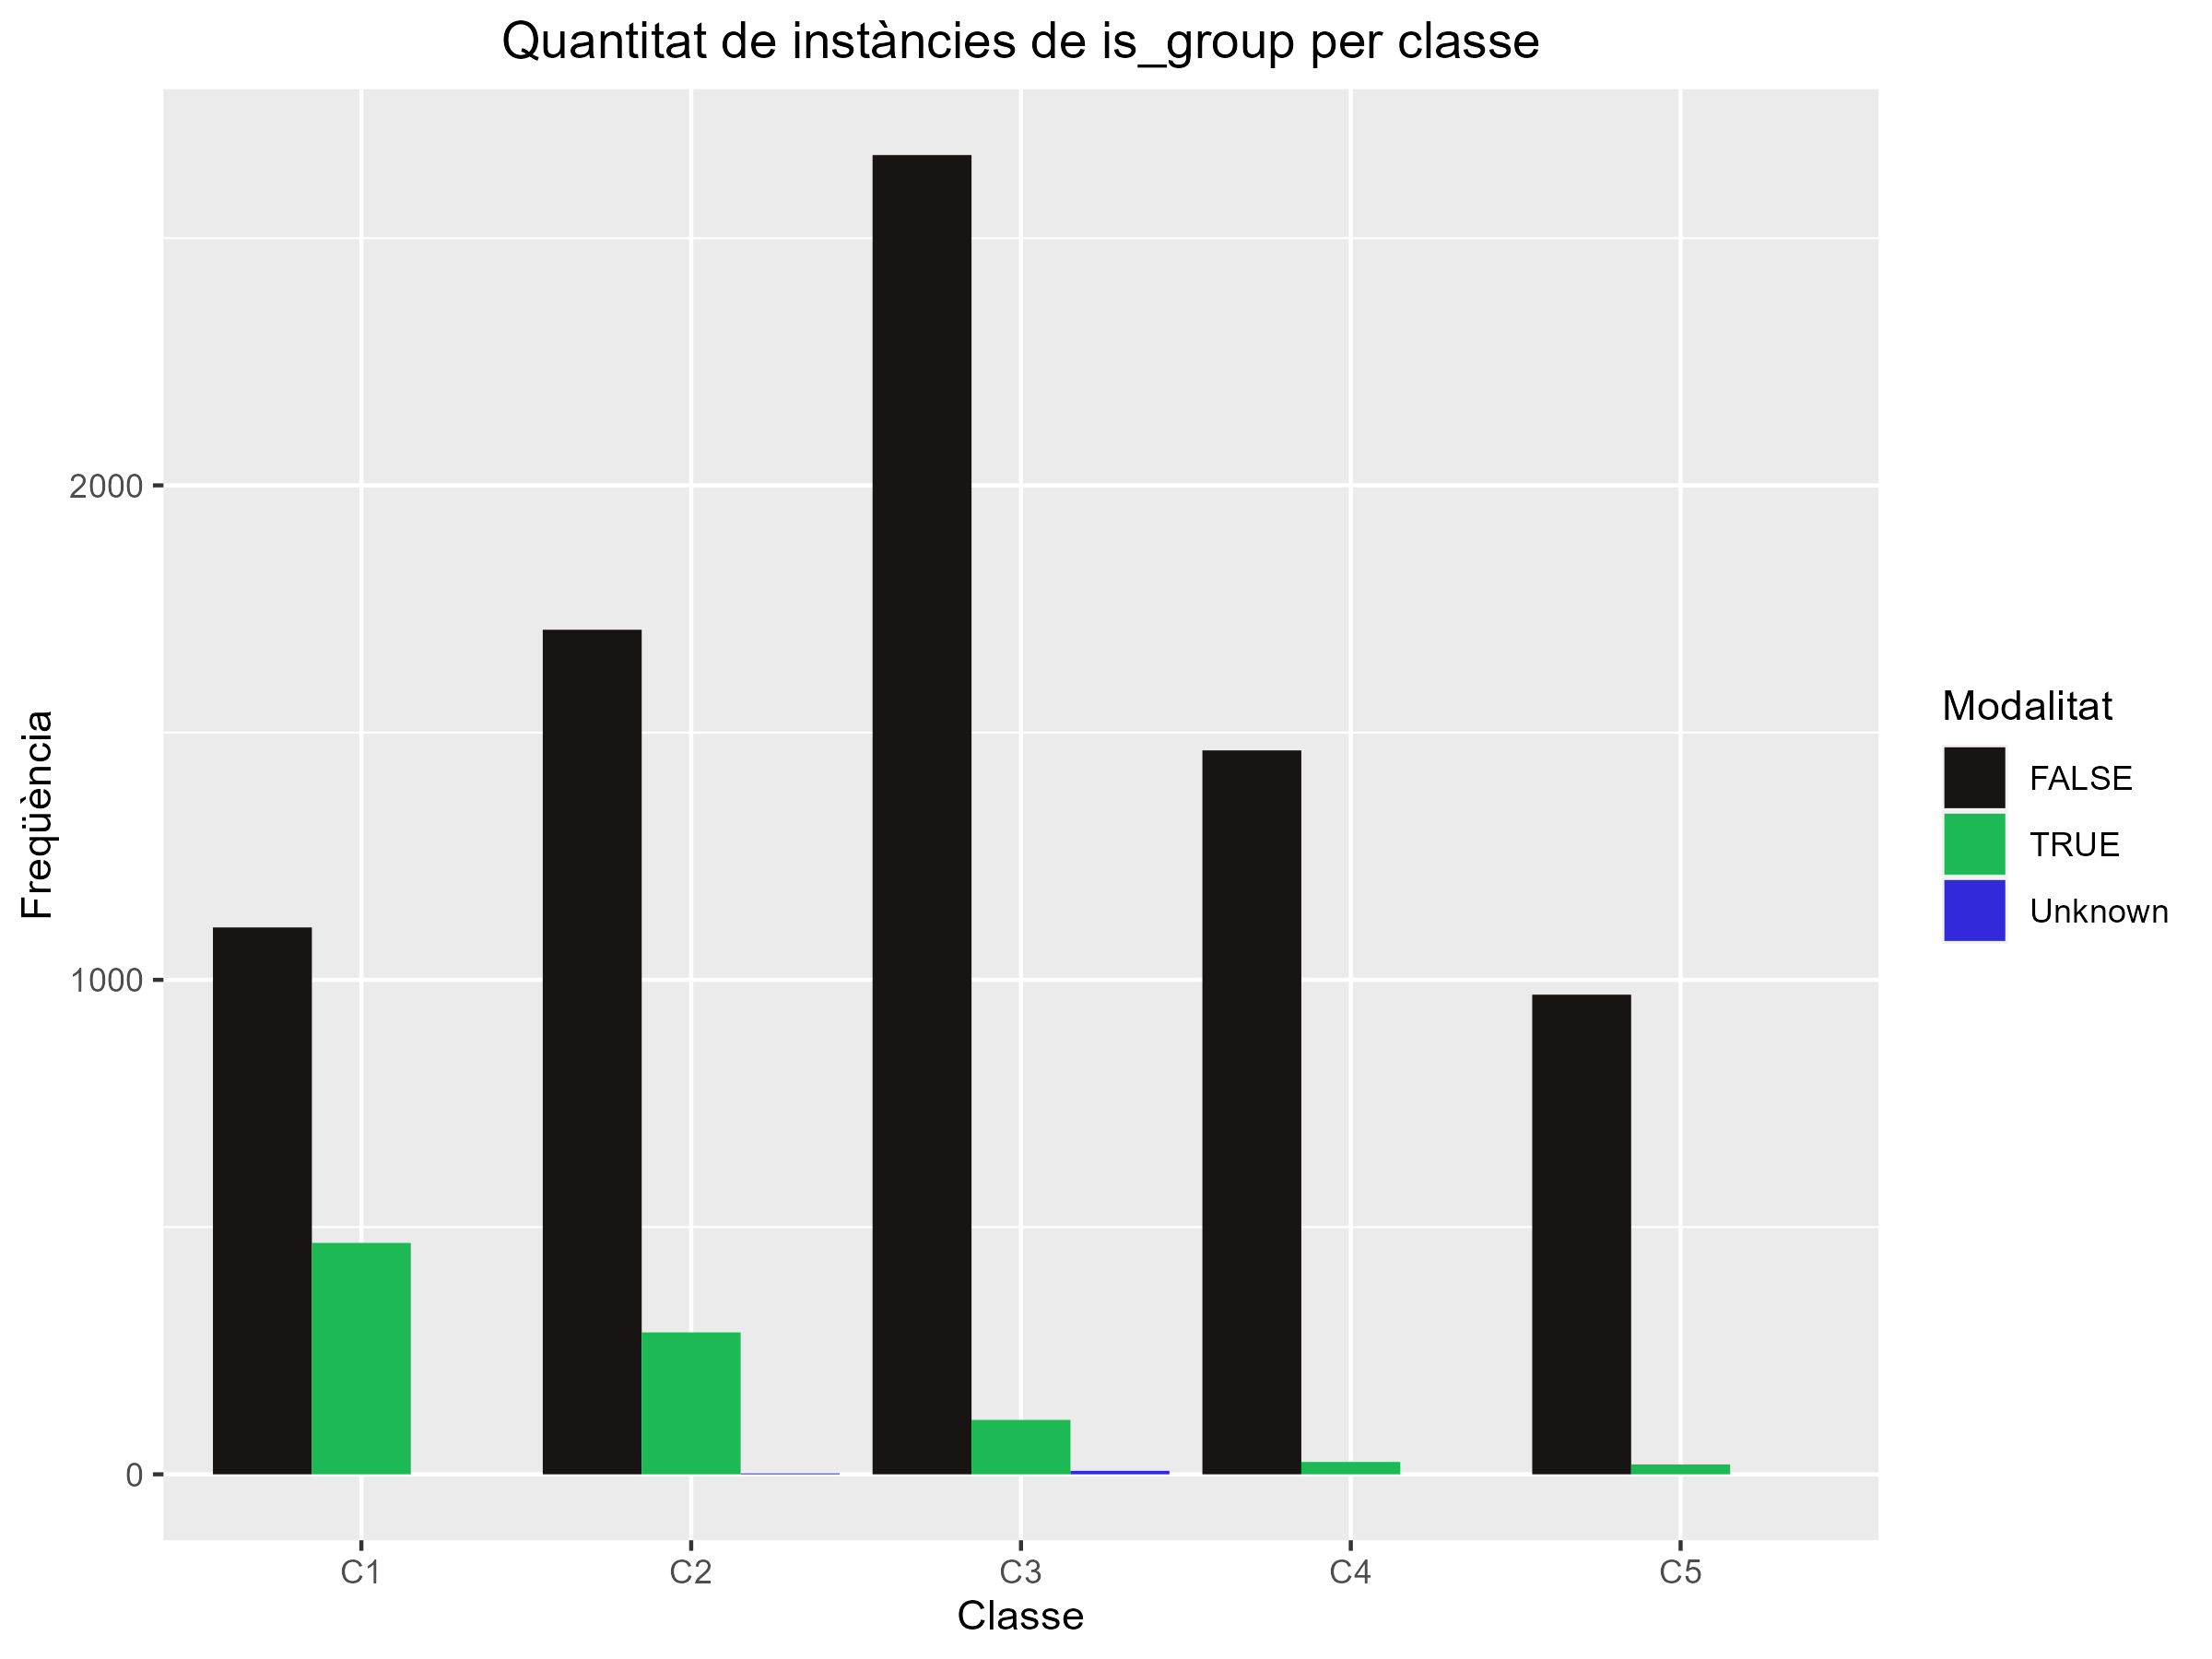 Quantitat de instàncies de is_group per classe
Freqüència
2000
1000
0
C1
C2
C3
C4
C5
Classe
Modalitat
FALSE
TRUE
Unknown